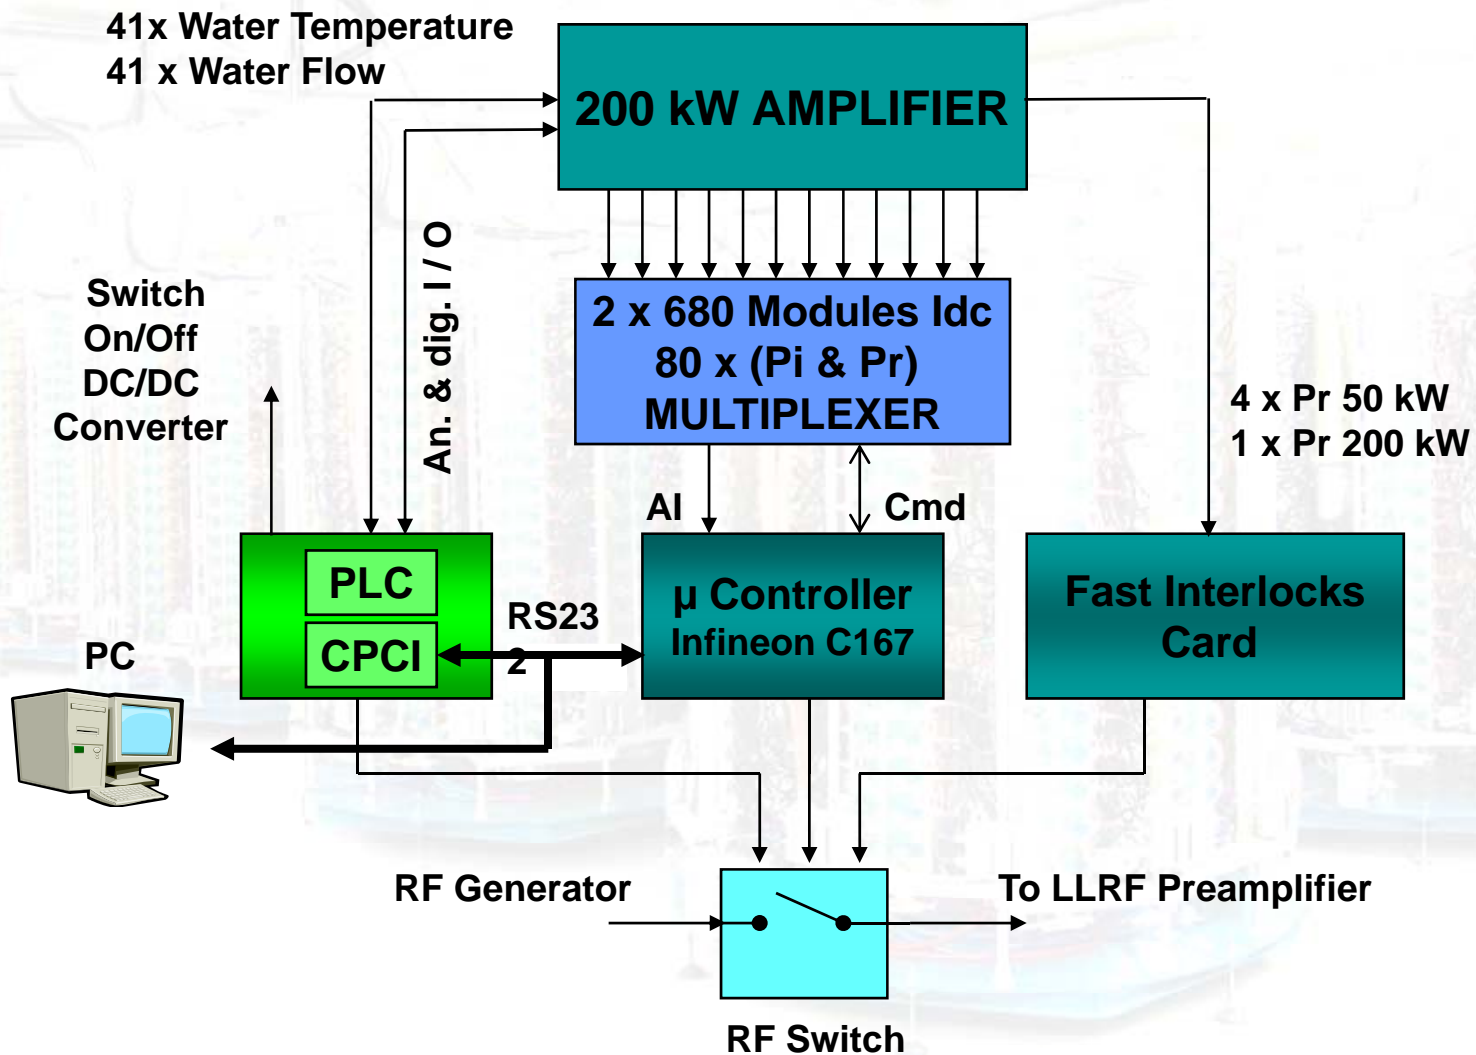 41x Water Temperature
41 x Water Flow
200 kW AMPLIFIER
An. & dig. I / O
Switch
On/Off
DC/DC
Converter
2 x 680 Modules Idc
80 x (Pi & Pr)
MULTIPLEXER
4 x Pr 50 kW
1 x Pr 200 kW
AI
Cmd
PLC
CPCI
RS23
2
µ Controller
Infineon C167
Fast Interlocks
Card
PC
RF Generator
To LLRF Preamplifier
RF Switch